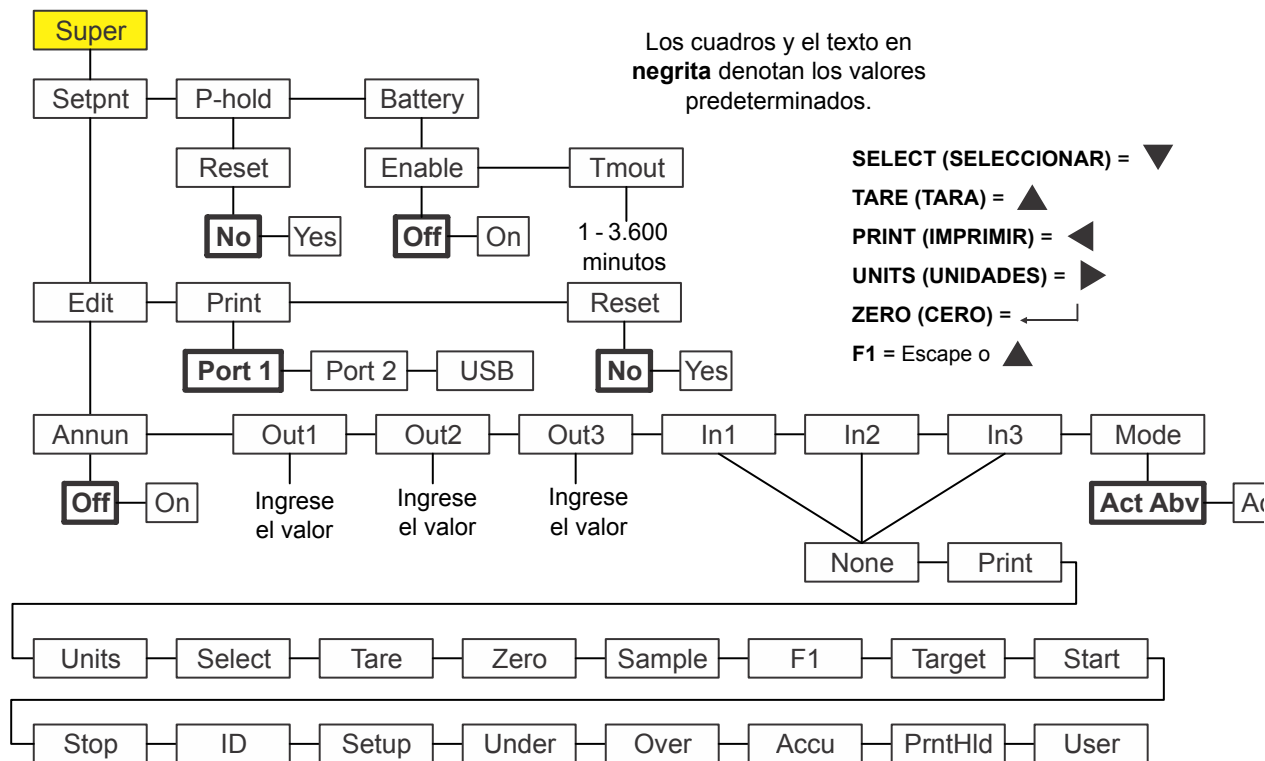 Super
Los cuadros y el texto en
negrita denotan los valores
predeterminados.
Setpnt P-hold Battery
SELECT (SELECCIONAR) = ▼
TARE (TARA) = ▲
PRINT (IMPRIMIR) = ◀
UNITS (UNIDADES) = ▶
ZERO (CERO) = ↵
F1 = Escape o ▲
Reset Enable Tmout
No Yes Off On 1 - 3.600
minutos
Edit Print Reset
Port 1 Port 2 USB No Yes
Annun Out1 Out2 Out3 In1 In2 In3 Mode
Off On
Ingrese
el valor
Ingrese
el valor
Ingrese
el valor
Act Abv
None Print
Units Select Tare Zero Sample F1 Target Start
Stop ID Setup Under Over Accu PrntHld User